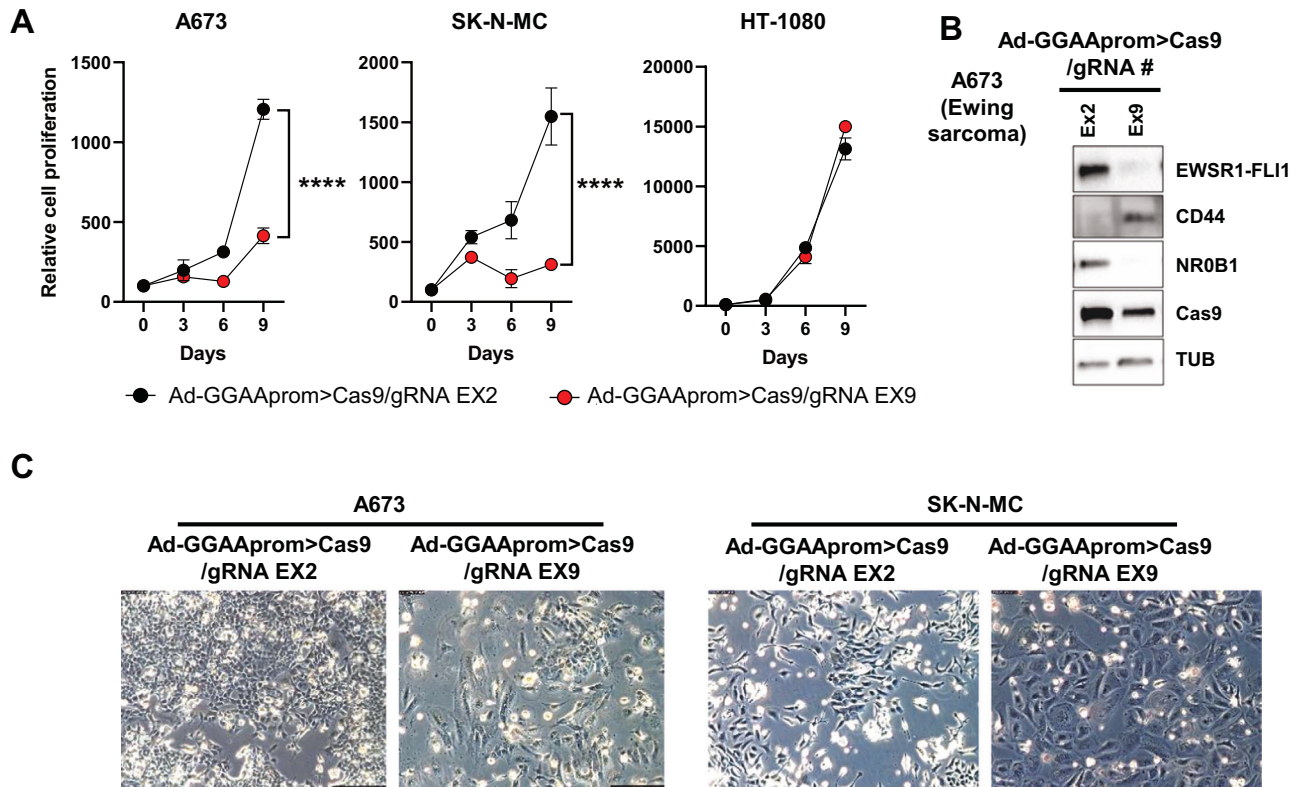 A
A673
SK-N-MC
HT-1080
Relative cell proliferation
1500
1000
500
0
0 3 6 9
Days
2000
1500
1000
500
0
0 3 6 9
Days
20000
15000
10000
5000
0
0 3 6 9
Days
****
****
Ad-GGAAprom>Cas9/gRNA EX2
Ad-GGAAprom>Cas9/gRNA EX9
B
Ad-GGAAprom>Cas9
/gRNA #
A673
(Ewing
sarcoma)
Ex2
Ex9
EWSR1-FLI1
CD44
NR0B1
Cas9
TUB
C
A673
Ad-GGAAprom>Cas9
/gRNA EX2
Ad-GGAAprom>Cas9
/gRNA EX9
SK-N-MC
Ad-GGAAprom>Cas9
/gRNA EX2
Ad-GGAAprom>Cas9
/gRNA EX9